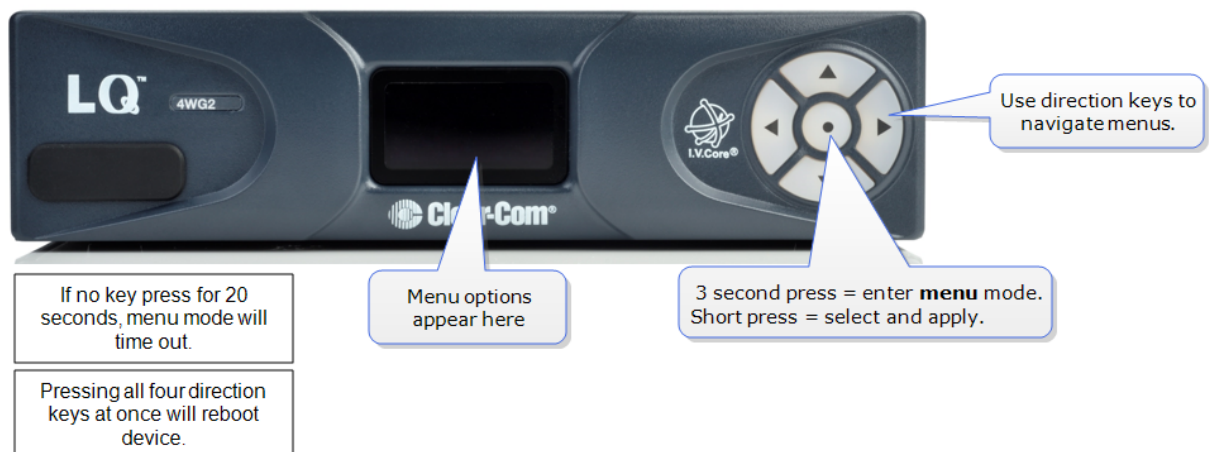 LQ™
4WG2
I.V.Core®
Clear-Com®
Use direction keys to
navigate menus.
Menu options
appear here
3 second press = enter menu mode.
Short press = select and apply.
If no key press for 20
seconds, menu mode will
time out.
Pressing all four direction
keys at once will reboot
device.